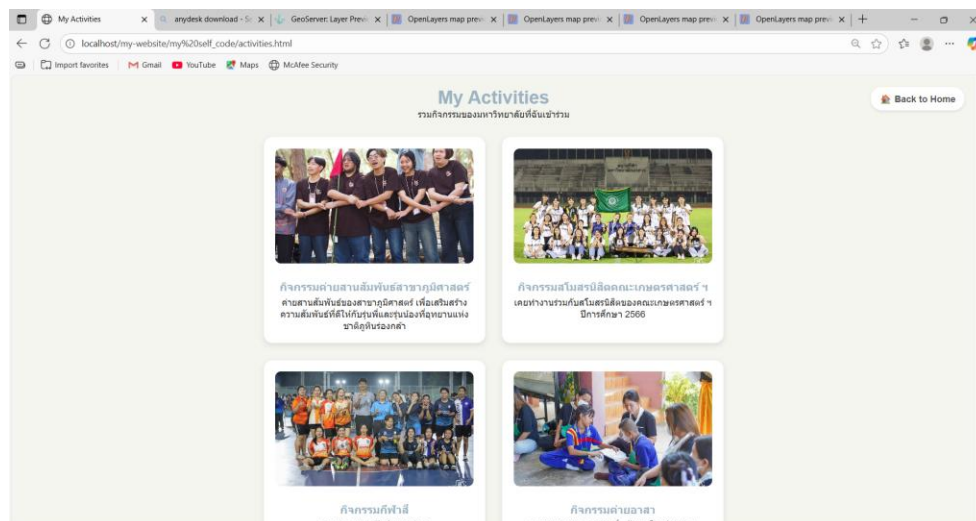 My Activities
anydesk download - Se
GeoServer: Layer Previ
OpenLayers map previ
OpenLayers map previ
OpenLayers map previ
OpenLayers map previ
localhost/my-website/my%20self_code/activities.html
Import favorites
Gmail
YouTube
Maps
McAfee Security
My Activities
Back to Home
รวมกิจกรรมของมหาวิทยาลัยที่ฉันเข้าร่วม
กิจกรรมค่ายสานสัมพันธ์สาขาภูมิศาสตร์
ค่ายสานสัมพันธ์ของสาขาภูมิศาสตร์ เพื่อเสริมสร้าง
ความสัมพันธ์ที่ดีให้กับรุ่นพี่และรุ่นน้องที่อุทยานแห่ง
ชาติภูหินร่องกล้า
กิจกรรมสโมสรนิสิตคณะเกษตรศาสตร์ ฯ
เคยทำงานร่วมกับสโมสรนิสิตของคณะเกษตรศาสตร์ ฯ
ปีการศึกษา 2566
กิจกรรมกีฬาสี
กิจกรรมค่ายอาสา